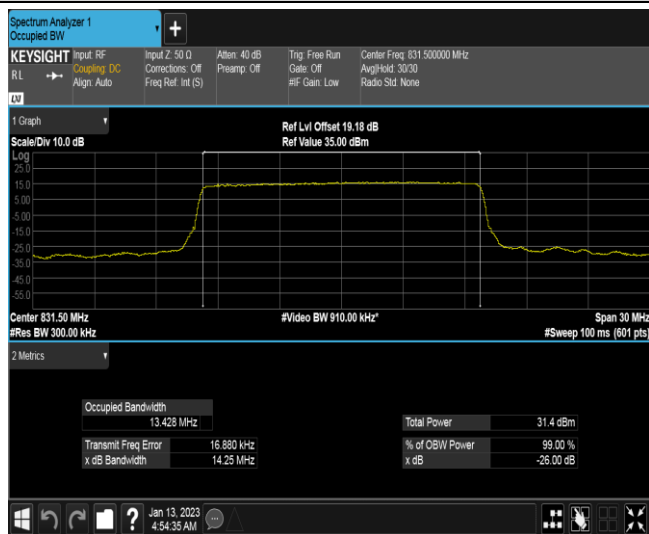 Spectrum Analyzer 1
Occupied BW
+
KEYSIGHT Input: RF Input Z: 50 Ω Atten: 40 dB Trig: Free Run Center Freq: 831.500000 MHz
RL Coupling: DC Corrections: Off Preamp: Off Gate: Off Avg|Hold: 30/30
Align: Auto Freq Ref: Int (S) #IF Gain: Low Radio Std: None
LXI
1 Graph
Ref Lvl Offset 19.18 dB
Scale/Div 10.0 dB Ref Value 35.00 dBm
Log
25.0
15.0
5.00
-5.00
-15.0
-25.0
-35.0
-45.0
-55.0
Center 831.50 MHz #Video BW 910.00 kHz* Span 30 MHz
#Res BW 300.00 kHz #Sweep 100 ms (601 pts)
2 Metrics
Occupied Bandwidth
13.428 MHz Total Power 31.4 dBm
Transmit Freq Error 16.880 kHz % of OBW Power 99.00 %
x dB Bandwidth 14.25 MHz x dB -26.00 dB
? Jan 13, 2023
4:54:35 AM